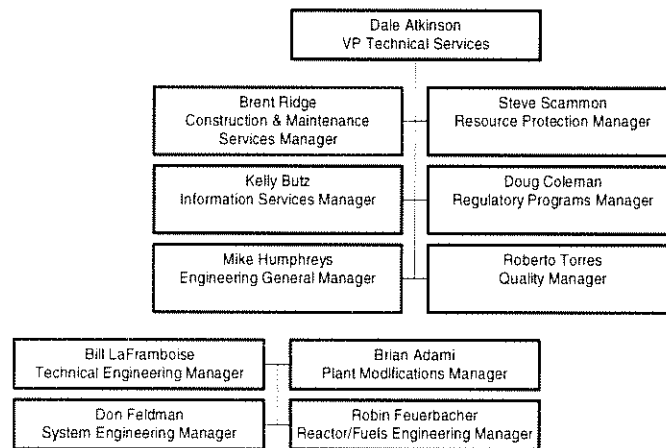 Dale Atkinson
VP Technical Services
Brent Ridge
Construction & Maintenance
Services Manager
Steve Scammon
Resource Protection Manager
Kelly Butz
Information Services Manager
Doug Coleman
Regulatory Programs Manager
Mike Humphreys
Engineering General Manager
Roberto Torres
Quality Manager
Bill LaFramboise
Technical Engineering Manager
Brian Adami
Plant Modifications Manager
Don Feldman
System Engineering Manager
Robin Feuerbacher
Reactor/Fuels Engineering Manager